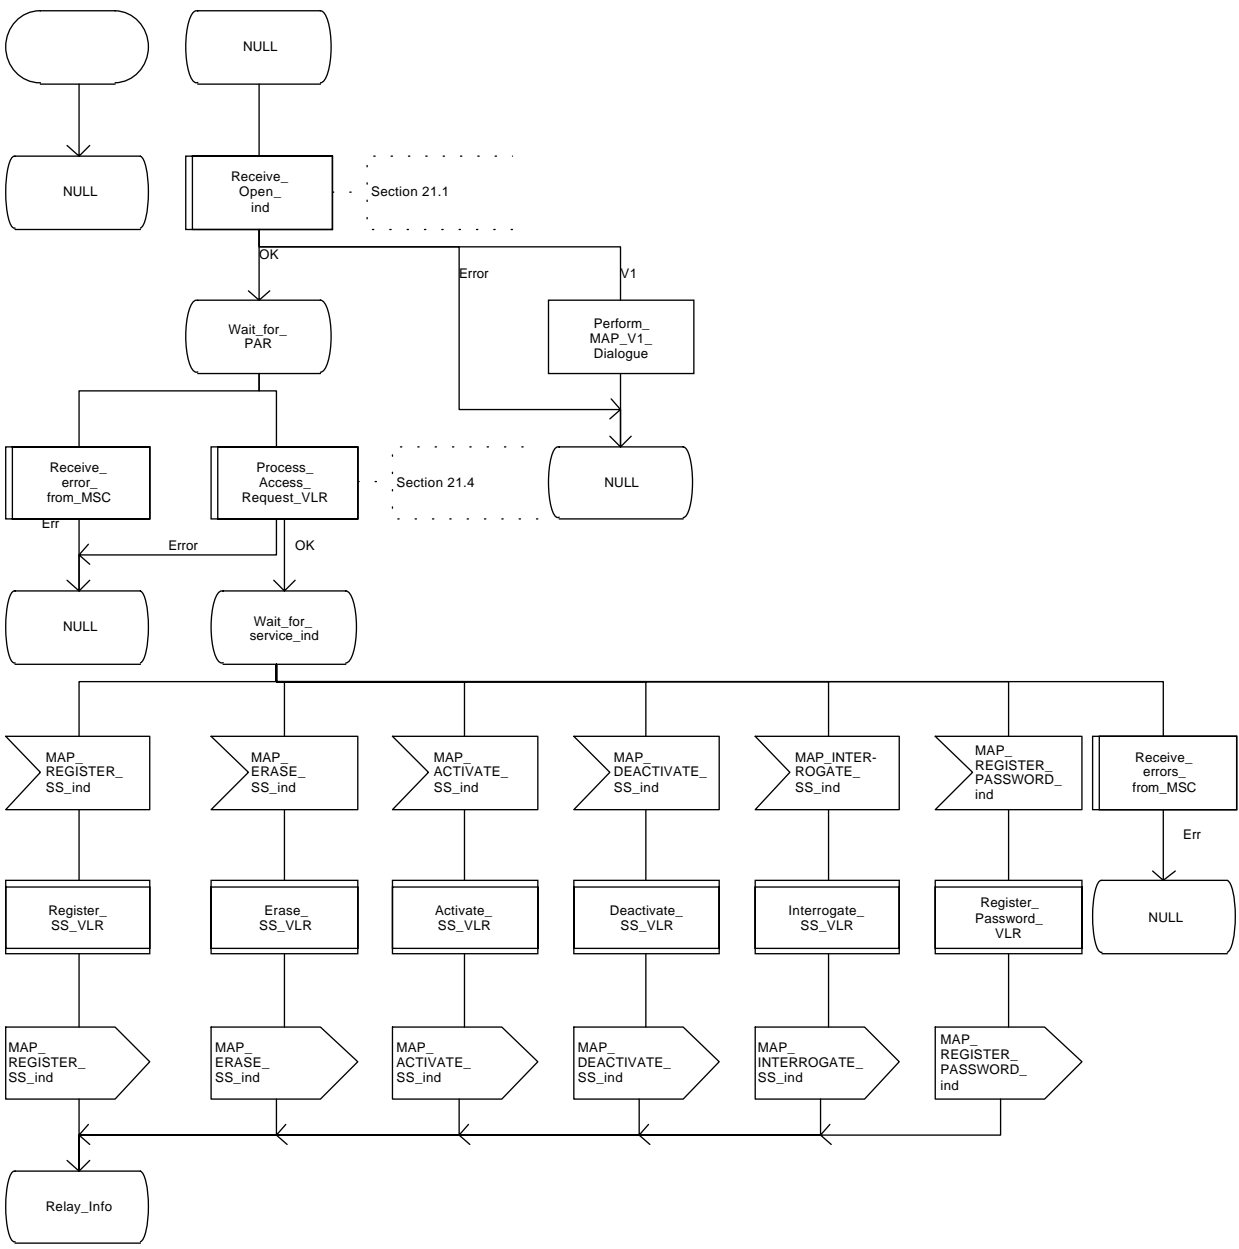 NULL
NULL
Receive_
Open_
ind
Section 21.1
OK
Error
V1
Wait_for_
PAR
Perform_
MAP_V1_
Dialogue
Receive_
error_
from_MSC
Process_
Access_
Request_VLR
Section 21.4
NULL
Err
Error
OK
NULL
Wait_for_
service_ind
MAP_
REGISTER_
SS_ind
MAP_
ERASE_
SS_ind
MAP_
ACTIVATE_
SS_ind
MAP_
DEACTIVATE_
SS_ind
MAP_INTER-
ROGATE_
SS_ind
MAP_
REGISTER_
PASSWORD_
ind
Receive_
errors_
from_MSC
Err
Register_
SS_VLR
Erase_
SS_VLR
Activate_
SS_VLR
Deactivate_
SS_VLR
Interrogate_
SS_VLR
Register_
Password_
VLR
NULL
MAP_
REGISTER_
SS_ind
MAP_
ERASE_
SS_ind
MAP_
ACTIVATE_
SS_ind
MAP_
DEACTIVATE_
SS_ind
MAP_
INTERROGATE_
SS_ind
MAP_
REGISTER_
PASSWORD_
ind
Relay_Info